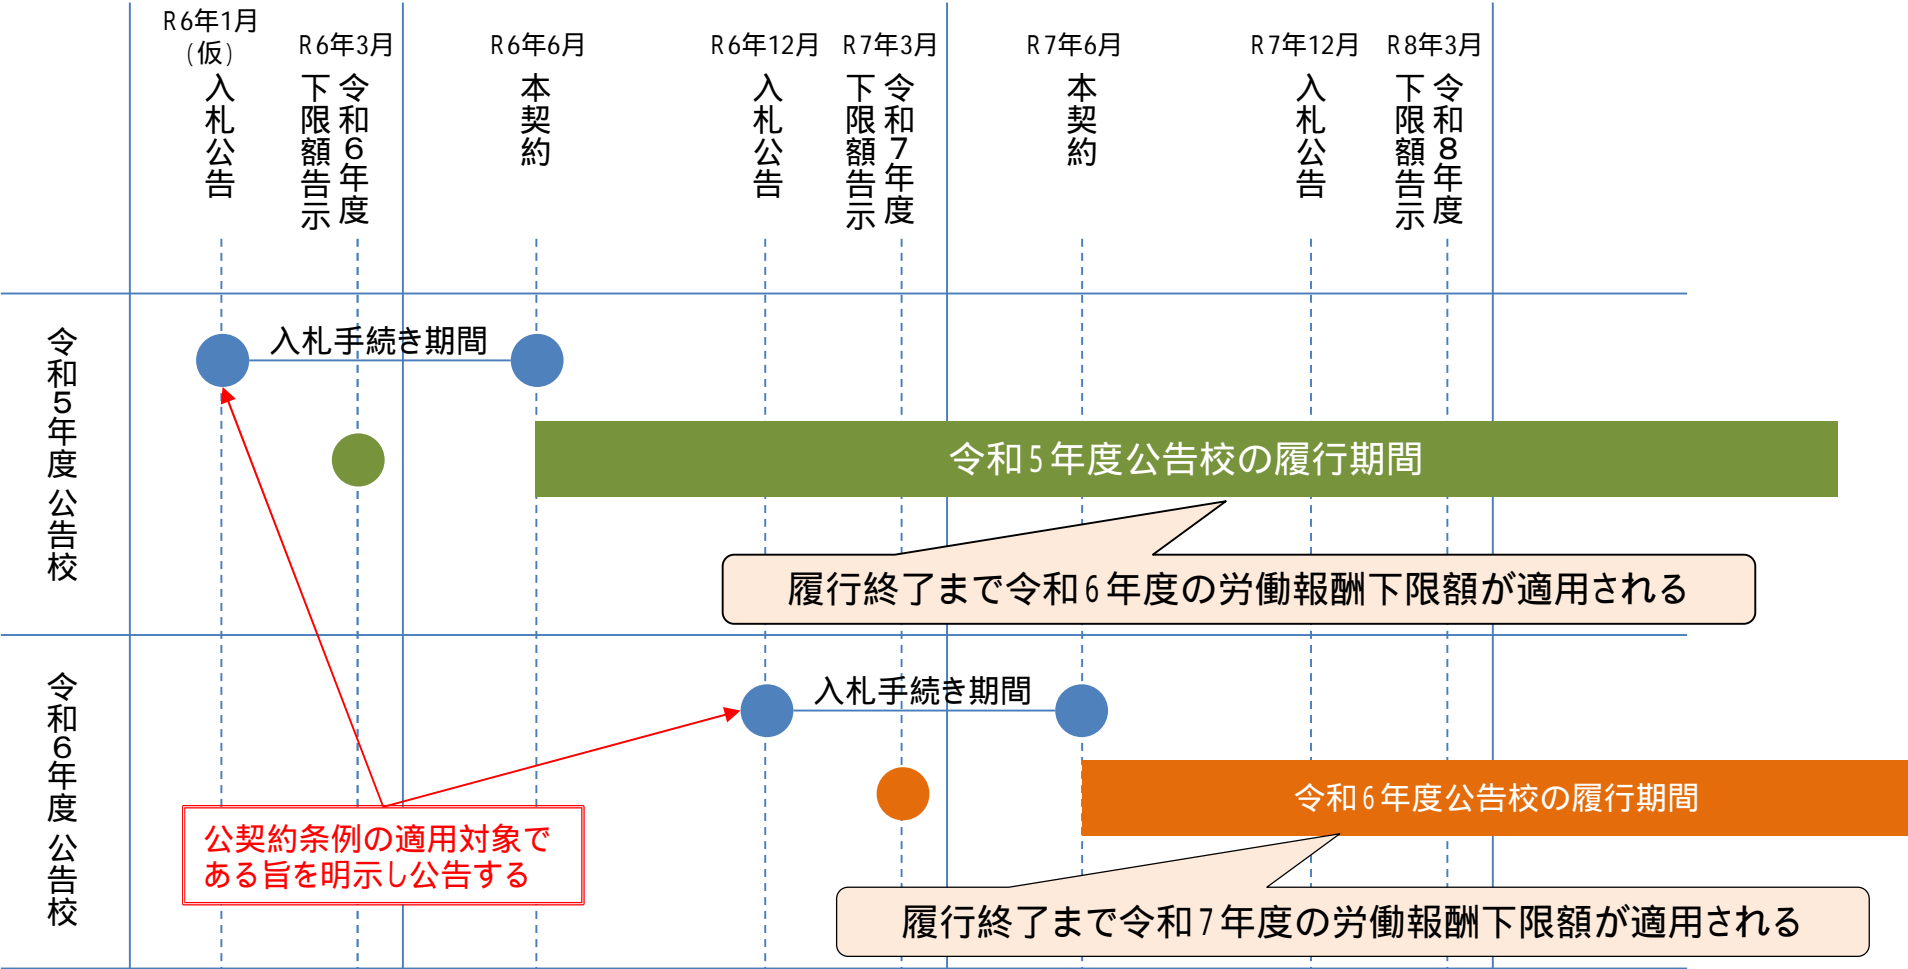 R6年1月
(仮)
入札公告
R6年3月
令和６年度
下限額告示
R6年6月
本契約
R6年12月
入札公告
R7年3月
令和７年度
下限額告示
R7年6月
本契約
R7年12月
入札公告
R8年3月
令和８年度
下限額告示
令和５年度 公告校
入札手続き期間
令和5年度公告校の履行期間
履行終了まで令和6年度の労働報酬下限額が適用される
令和６年度 公告校
入札手続き期間
令和6年度公告校の履行期間
公契約条例の適用対象で
ある旨を明示し公告する
履行終了まで令和7年度の労働報酬下限額が適用される